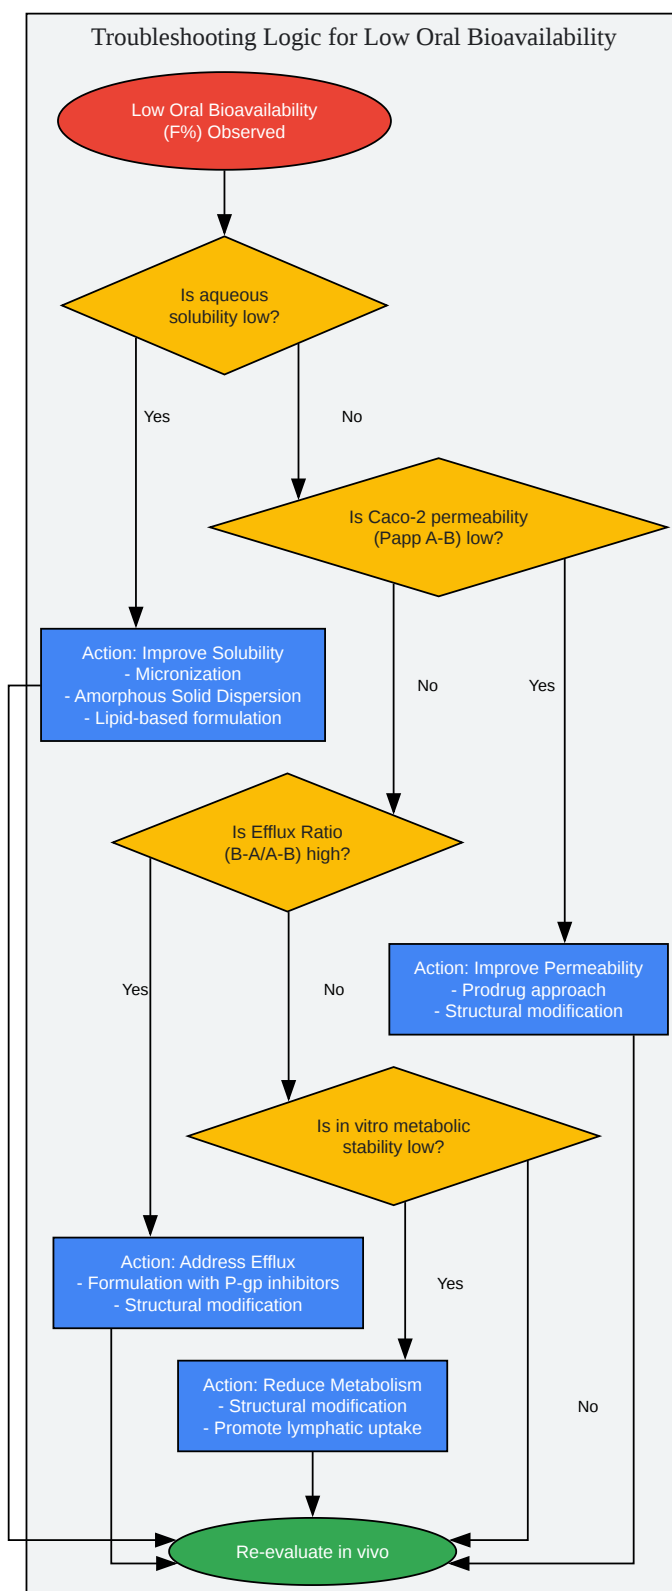 Troubleshooting Logic for Low Oral Bioavailability
Low Oral Bioavailability
(F%) Observed
Is aqueous
solubility low?
Yes
No
Is Caco-2 permeability
(Papp A-B) low?
Action: Improve Solubility
- Micronization
- Amorphous Solid Dispersion
- Lipid-based formulation
No
Yes
Is Efflux Ratio
(B-A/A-B) high?
Action: Improve Permeability
- Prodrug approach
- Structural modification
Yes
No
Is in vitro metabolic
stability low?
Action: Address Efflux
- Formulation with P-gp inhibitors
- Structural modification
Yes
Action: Reduce Metabolism
- Structural modification
- Promote lymphatic uptake
No
Re-evaluate in vivo